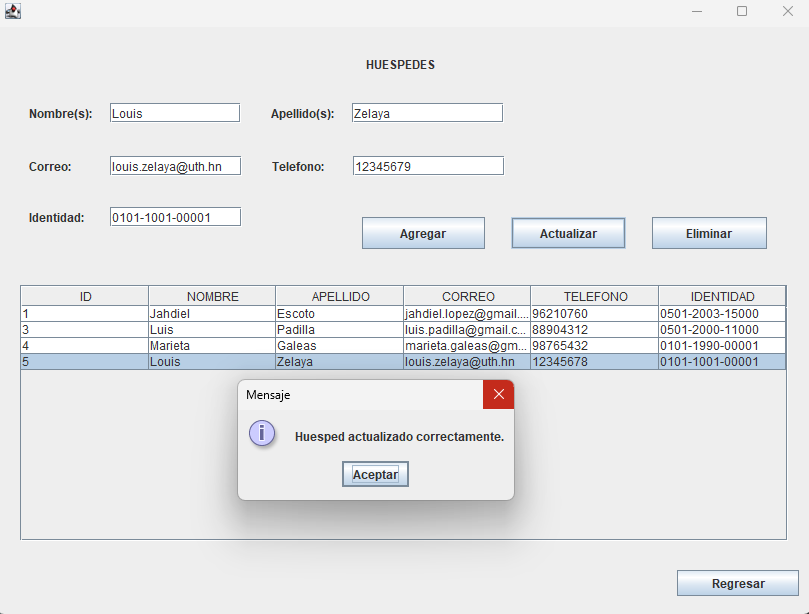 HUESPEDES
Nombre(s): Louis Apellido(s): Zelaya
Correo: louis.zelaya@uth.hn Telefono: 12345679
Identidad: 0101-1001-00001
Agregar Actualizar Eliminar
ID NOMBRE APELLIDO CORREO TELEFONO IDENTIDAD
1 Jahdiel Escoto jahdiel.lopez@gmail.... 96210760 0501-2003-15000
3 Luis Padilla luis.padilla@gmail.c... 88904312 0501-2000-11000
4 Marieta Galeas marieta.galeas@gm... 98765432 0101-1990-00001
5 Louis Zelaya louis.zelaya@uth.hn 12345678 0101-1001-00001
Mensaje
i
Huesped actualizado correctamente.
Aceptar
Regresar